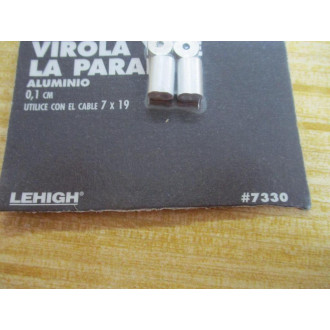 VIROLA
LA PARA
ALUMINIO
0,1 CM
UTILICE CON EL CABLE 7 x 19
LEHIGH®
#7330